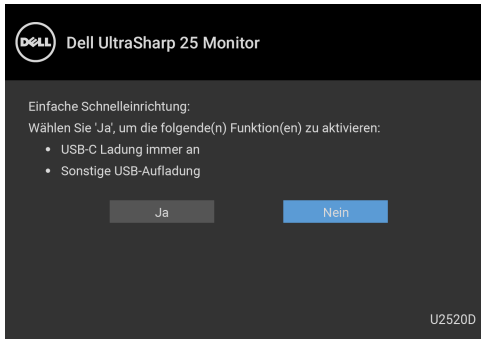 DELL Dell UltraSharp 25 Monitor
Einfache Schnelleinrichtung:
Wählen Sie 'Ja', um die folgende(n) Funktion(en) zu aktivieren:
• USB-C Ladung immer an
• Sonstige USB-Aufladung
Ja Nein
U2520D